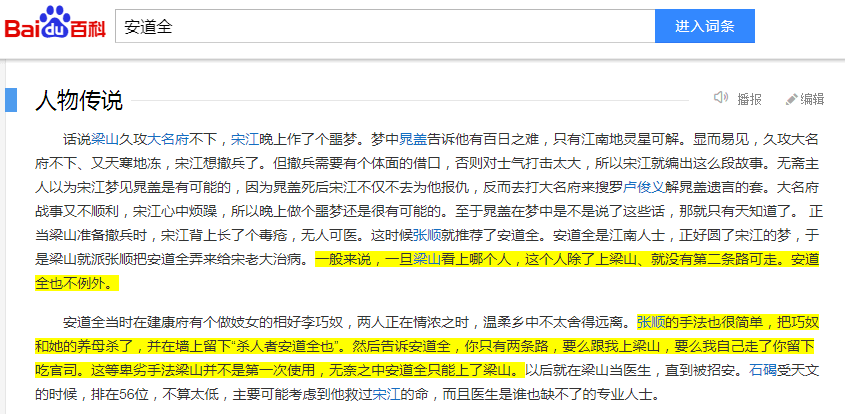 Bai du 百科
安道全
进入词条
人物传说
播报
编辑
话说梁山久攻大名府不下，宋江晚上作了个噩梦。梦中晁盖告诉他有百日之难，只有江南地灵星可解。显而易见，久攻大名
府不下、又天寒地冻，宋江想撤兵了。但撤兵需要有个体面的借口，否则对士气打击太大，所以宋江就编出这么段故事。无斋主
人以为宋江梦见晁盖是有可能的，因为晁盖死后宋江不仅不去为他报仇，反而去打大名府来搜罗卢俊义解晁盖遗言的套。大名府
战事又不顺利，宋江心中烦躁，所以晚上做个噩梦还是很有可能的。至于晁盖在梦中是不是说了这些话，那就只有天知道了。 正
当梁山准备撤兵时，宋江背上长了个毒疮，无人可医。这时候张顺就推荐了安道全。安道全是江南人士，正好圆了宋江的梦，于
是梁山就派张顺把安道全弄来给宋老大治病。一般来说，一旦梁山看上哪个人，这个人除了上梁山、就没有第二条路可走。安道
全也不例外。
安道全当时在建康府有个做妓女的相好李巧奴，两人正在情浓之时，温柔乡中不太舍得远离。张顺的手法也很简单，把巧奴
和她的养母杀了，并在墙上留下“杀人者安道全也”。然后告诉安道全，你只有两条路，要么跟我上梁山，要么我自己走了你留下
吃官司。这等卑劣手法梁山并不是第一次使用，无奈之中安道全只能上了梁山。以后就在梁山当医生，直到被招安。石碣受天文
的时候，排在56位，不算太低，主要可能考虑到他救过宋江的命，而且医生是谁也缺不了的专业人士。